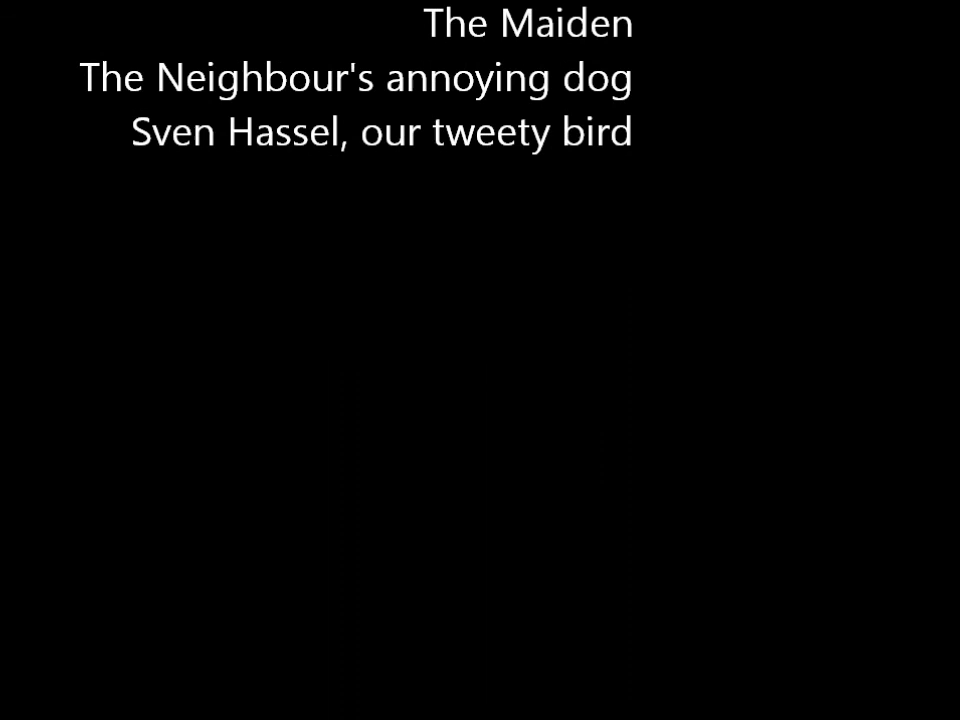 The Maiden
The Neighbour's annoying dog
Sven Hassel, our tweety bird